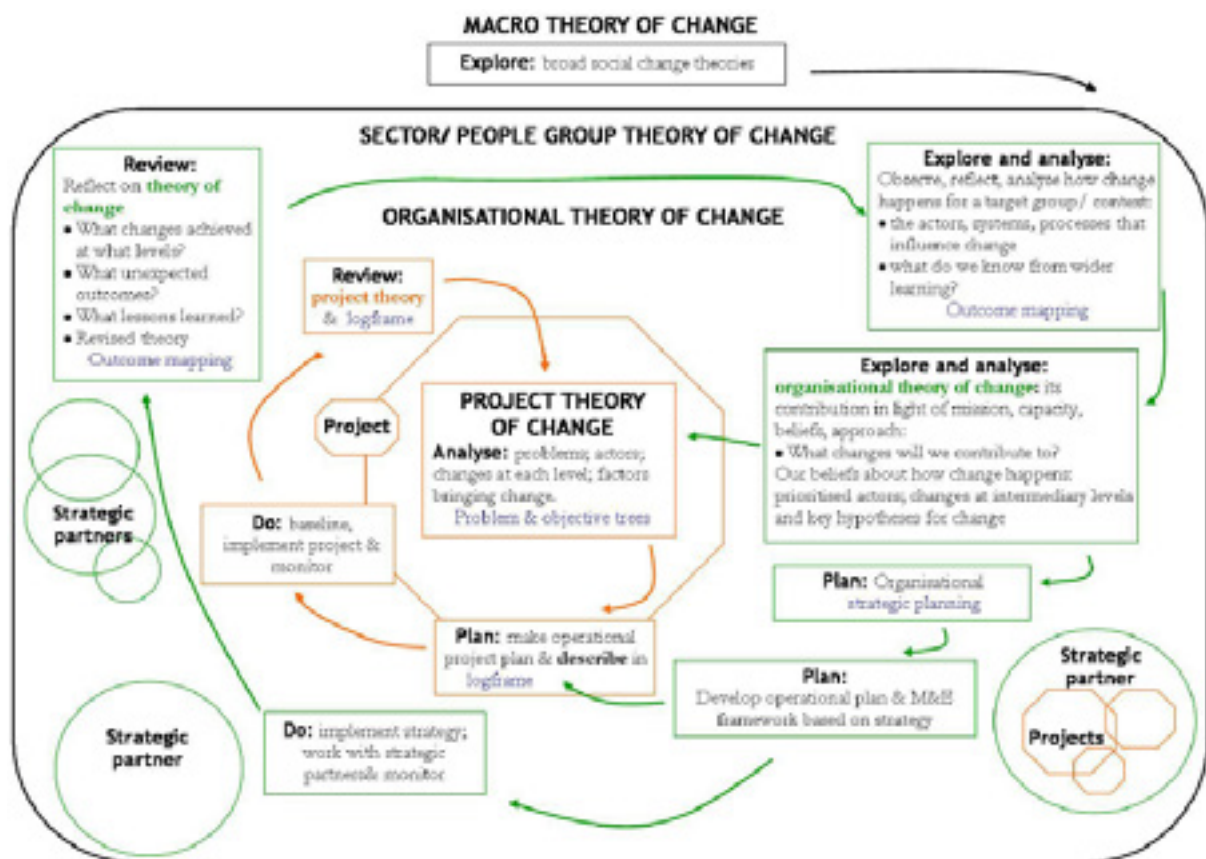 MACRO THEORY OF CHANGE
Explore: broad social change theories
SECTOR/ PEOPLE GROUP THEORY OF CHANGE
Review:
Reflect on theory of
change
• What changes achieved
at what levels?
• What unexpected
outcomes?
• What lessons learned?
• Revised theory
Outcome mapping
Explore and analyse:
Observe, reflect, analyse how change
happens for a target group/ context:
• the actors, systems, processes that
influence change
• what do we know from wider
learning?
Outcome mapping
ORGANISATIONAL THEORY OF CHANGE
Review:
project theory
& logframe
Explore and analyse:
organisational theory of change: its
contribution in light of mission, capacity,
beliefs, approach:
• What changes will we contribute to?
Our beliefs about how change happens:
prioritised actors; changes at intermediary levels
and key hypotheses for change
Project
PROJECT THEORY
OF CHANGE
Analyse: problems; actors;
changes at each level; factors
bringing change.
Problem & objective trees
Strategic
partners
Do: baseline,
implement project &
monitor
Plan: Organisational
strategic planning
Plan: make operational
project plan & describe in
logframe
Plan:
Develop operational plan & M&E
framework based on strategy
Strategic
partner
Projects
Strategic
partner
Do: implement strategy;
work with strategic
partners& monitor